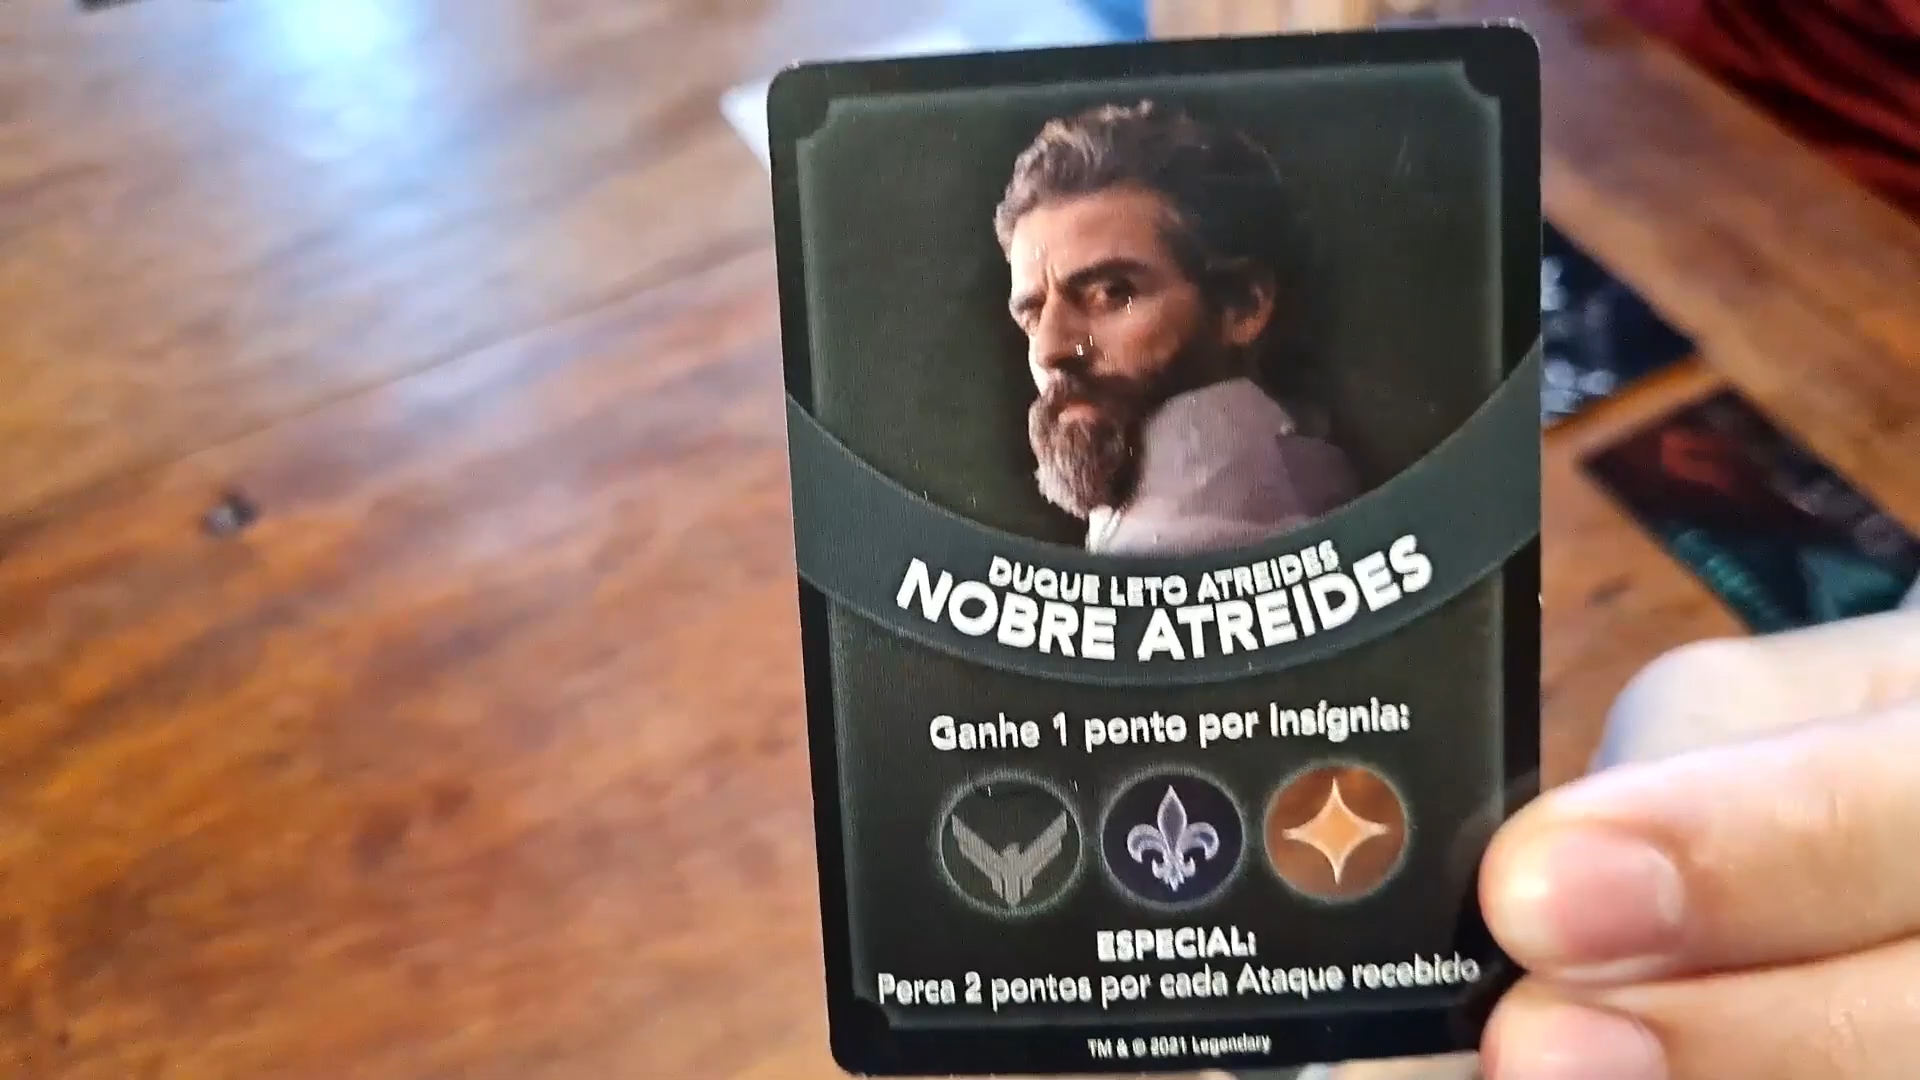 DUQUE LETO ATREIDES
NOBRE ATREIDES
Ganhe 1 ponto por Insígnia:
ESPECIAL:
Perca 2 pontos por cada Ataque recebido
TM & © 2021 Legendary